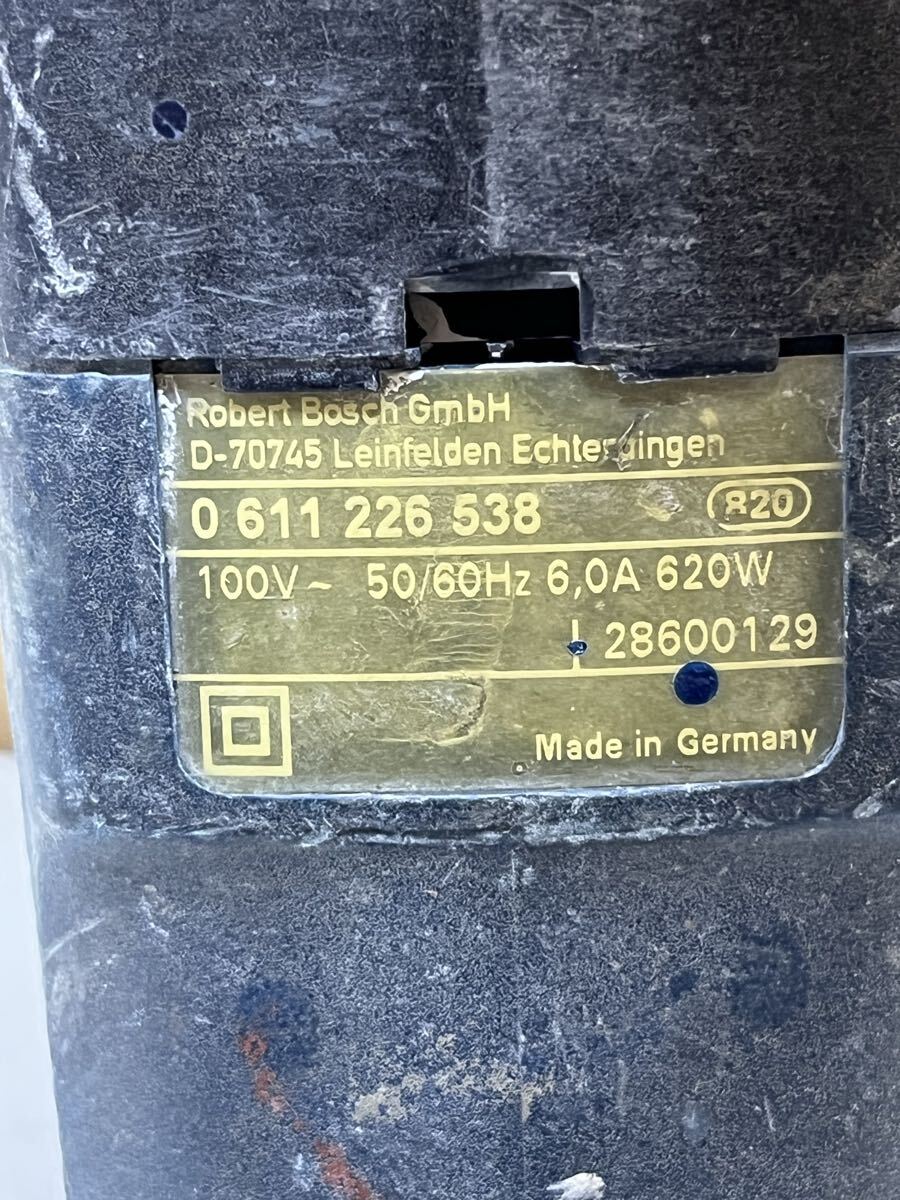 Robert Bosch GmbH
D-70745 Leinfelden Echterdingen
0 611 226 538 820
100V~ 50/60Hz 6,0A 620W
28600129
Made in Germany